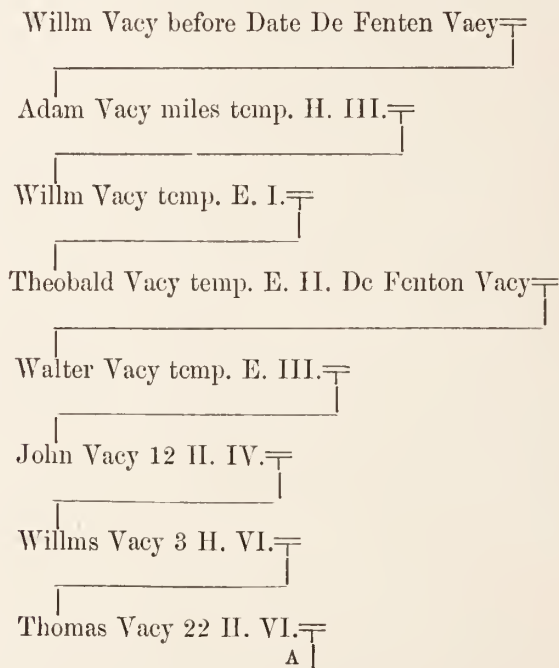 Willm Vacy before Date De Fenten Vacy
Adam Vacy miles temp. H. III.
Willm Vacy temp. E. I.
Theobald Vacy temp. E. II. De Fenton Vacy
Walter Vacy temp. E. III.
John Vacy 12 H. IV.
Willms Vacy 3 H. VI.
Thomas Vacy 22 H. VI.
A